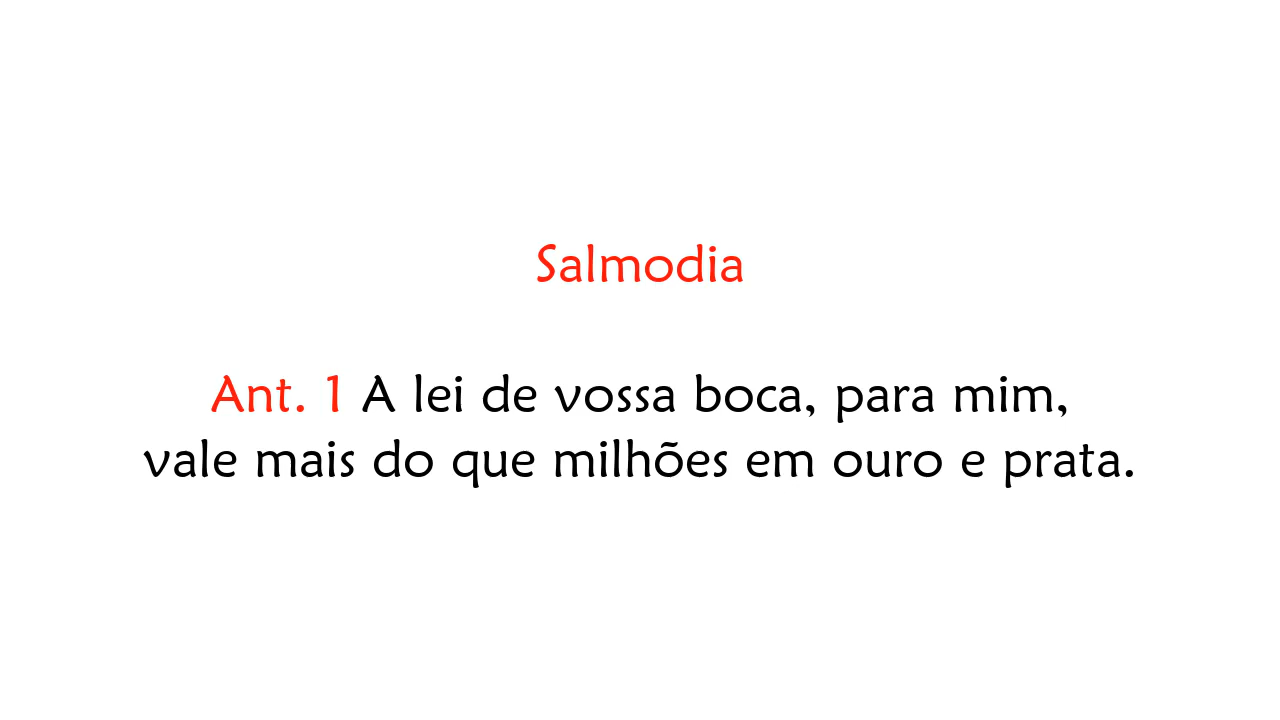 Salmodia
Ant. 1 A lei de vossa boca, para mim,
vale mais do que milhões em ouro e prata.